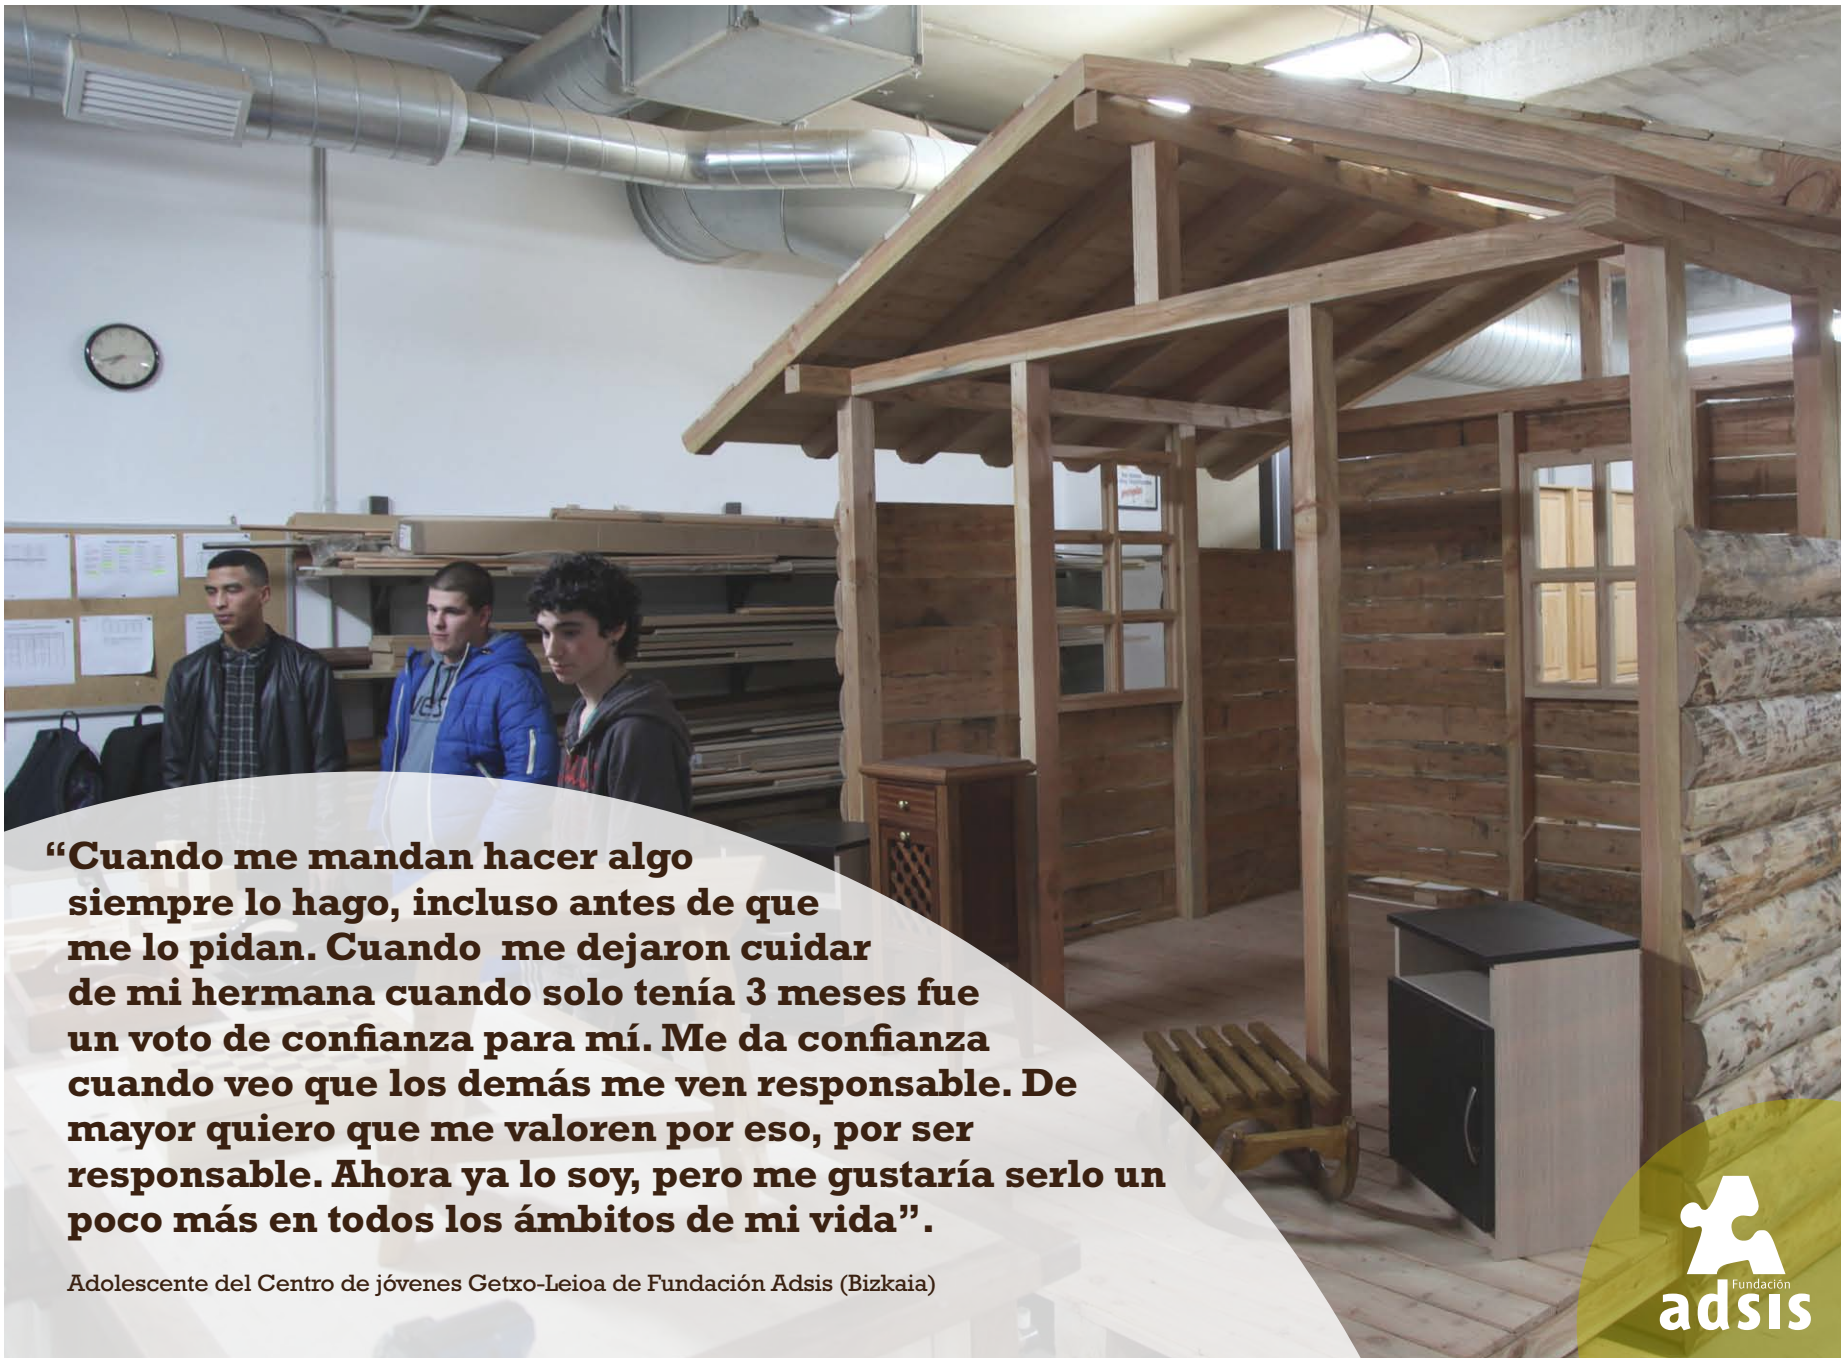 “Cuando me mandan hacer algo
siempre lo hago, incluso antes de que
me lo pidan. Cuando  me dejaron cuidar
de mi hermana cuando solo tenía 3 meses fue
un voto de confianza para mí. Me da confianza
cuando veo que los demás me ven responsable. De
mayor quiero que me valoren por eso, por ser
responsable. Ahora ya lo soy, pero me gustaría serlo un
poco más en todos los ámbitos de mi vida”.
Adolescente del Centro de jóvenes Getxo-Leioa de Fundación Adsis (Bizkaia)
Fundación
adsis